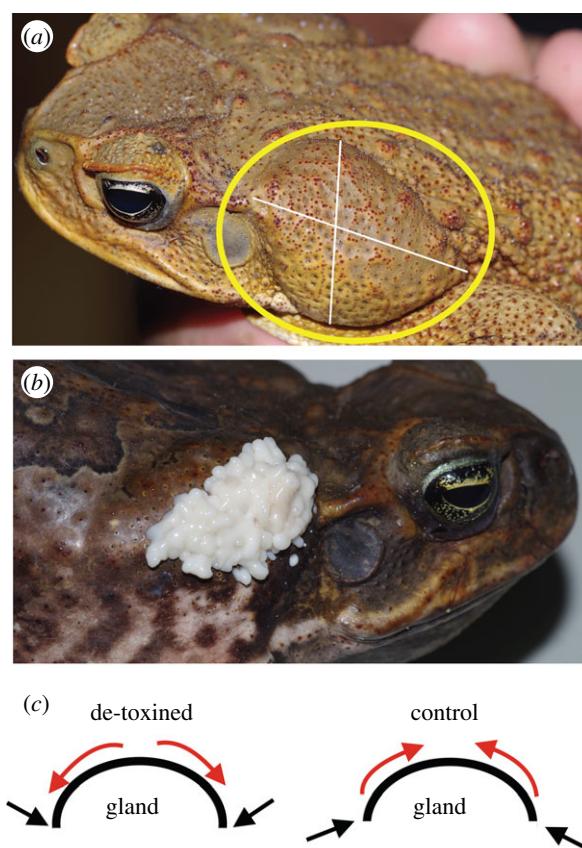 (a)
(b)
(c)
de-toxined control
gland gland